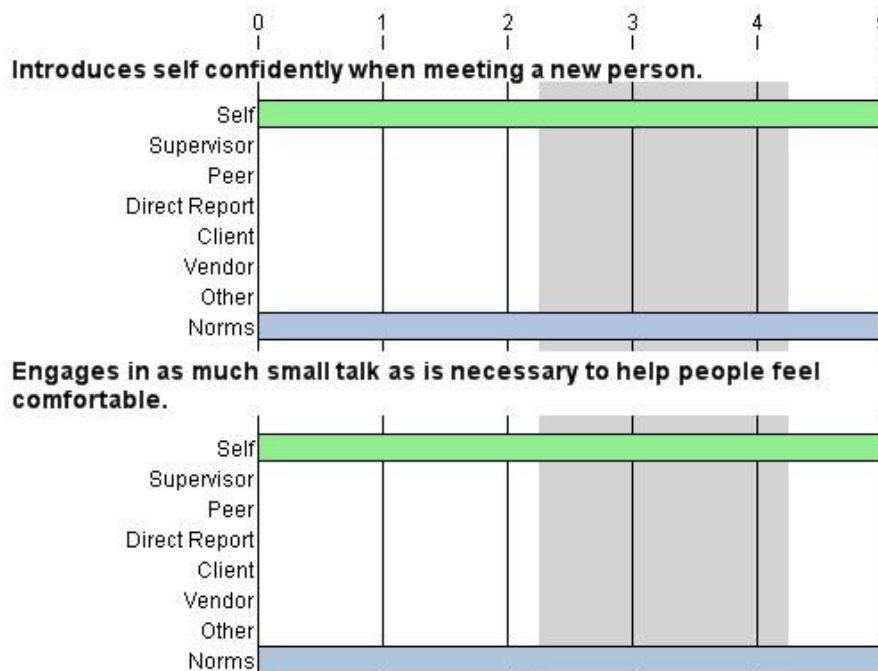 0 1 2 3 4
Introduces self confidently when meeting a new person.
Self
Supervisor
Peer
Direct Report
Client
Vendor
Other
Norms
Engages in as much small talk as is necessary to help people feel
comfortable.
Self
Supervisor
Peer
Direct Report
Client
Vendor
Other
Norms